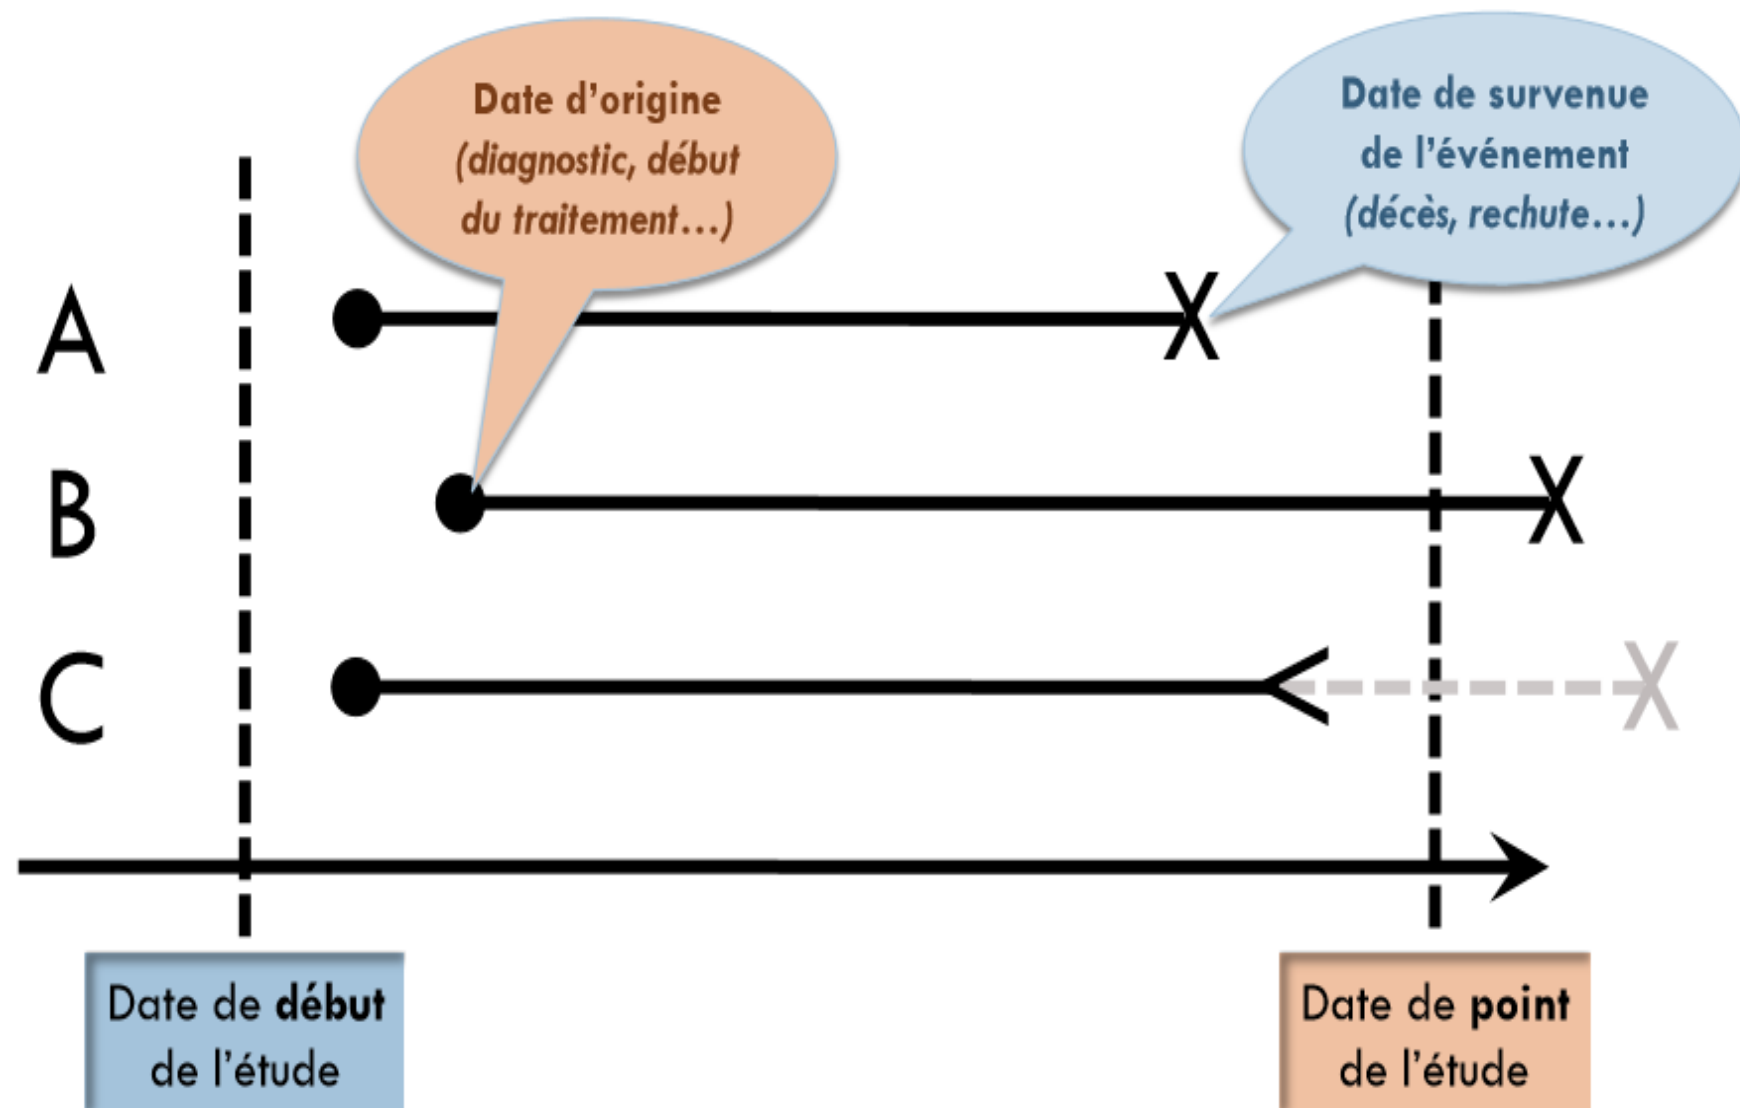 Date d’origine
(diagnostic, début
du traitement…)
Date de survenue
de l’événement
(décès, rechute…)
A
X
B
X
C
X
Date de début
de l’étude
Date de point
de l’étude